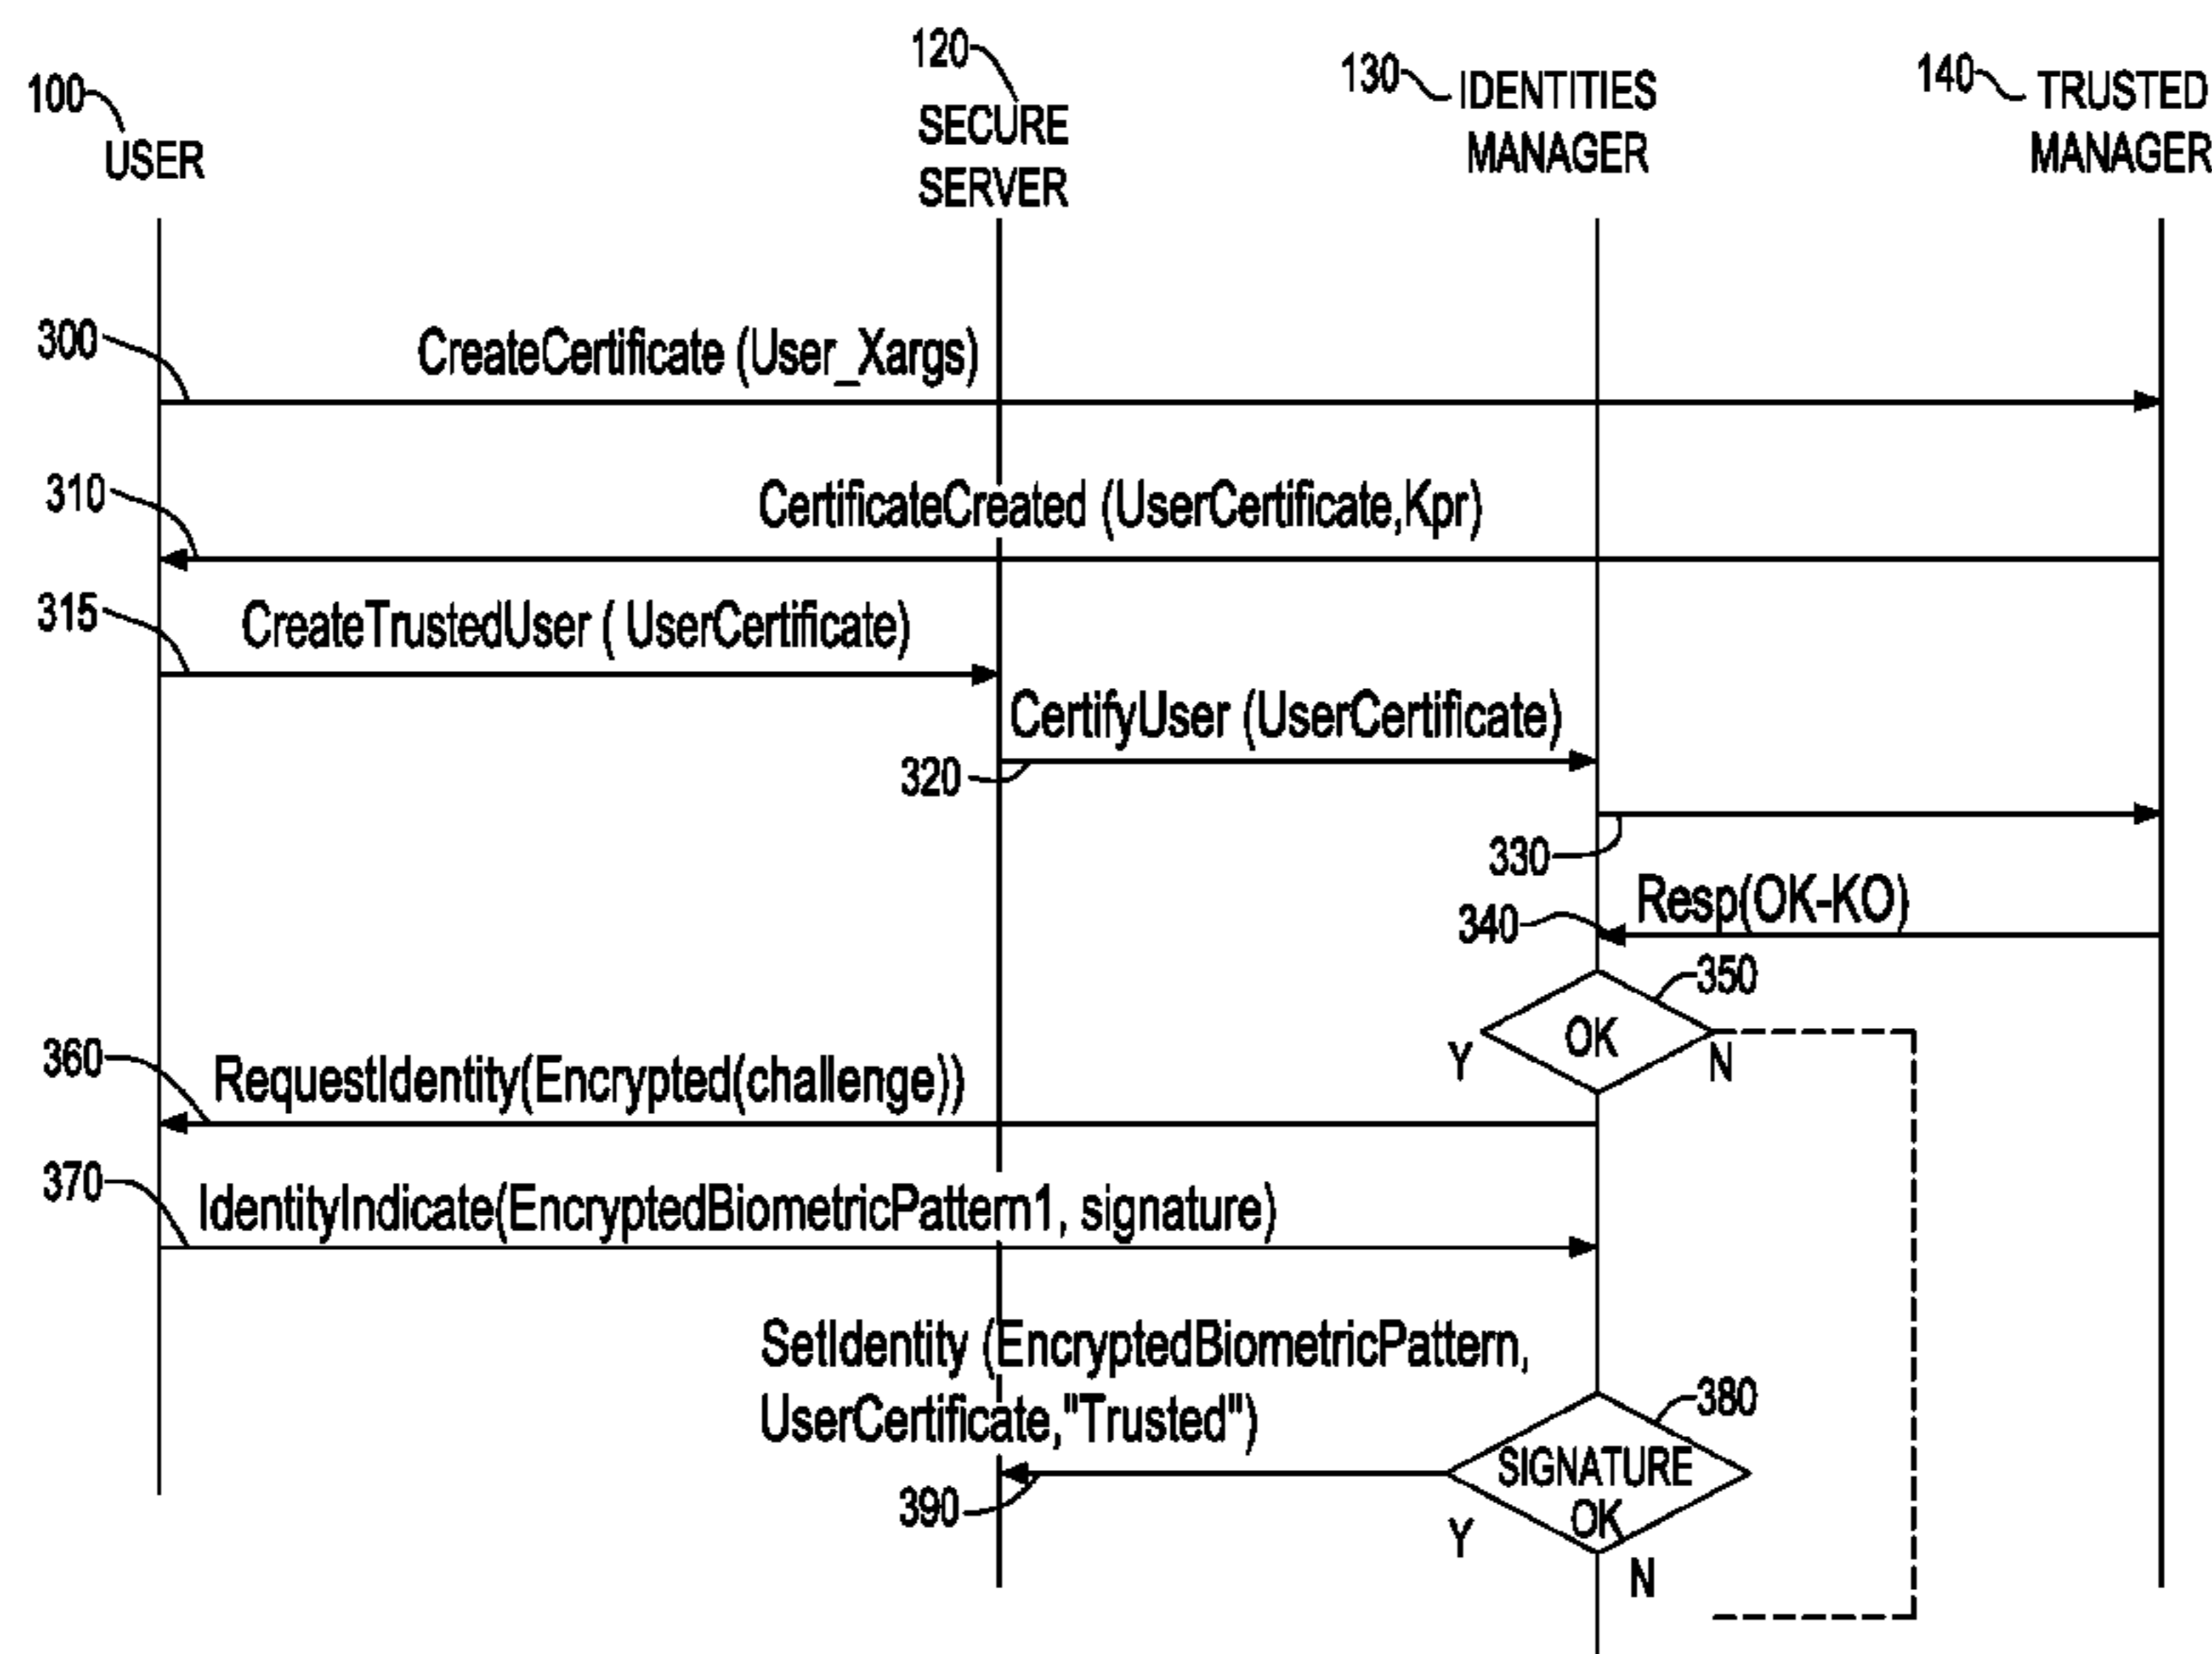 120
130
140
100
USER
SECURE
SERVER
IDENTITIES
MANAGER
TRUSTED
MANAGER
300
CreateCertificate (User_Xargs)
310
CertificateCreated (UserCertificate,Kpr)
315
CreateTrustedUser ( UserCertificate)
CertifyUser (UserCertificate)
320
330
340
Resp(OK-KO)
350
OK
Y
N
360
RequestIdentity(Encrypted(challenge))
370
IdentityIndicate(EncryptedBiometricPattern1, signature)
SetIdentity (EncryptedBiometricPattern,
UserCertificate,"Trusted")
380
SIGNATURE
OK
390
Y
N